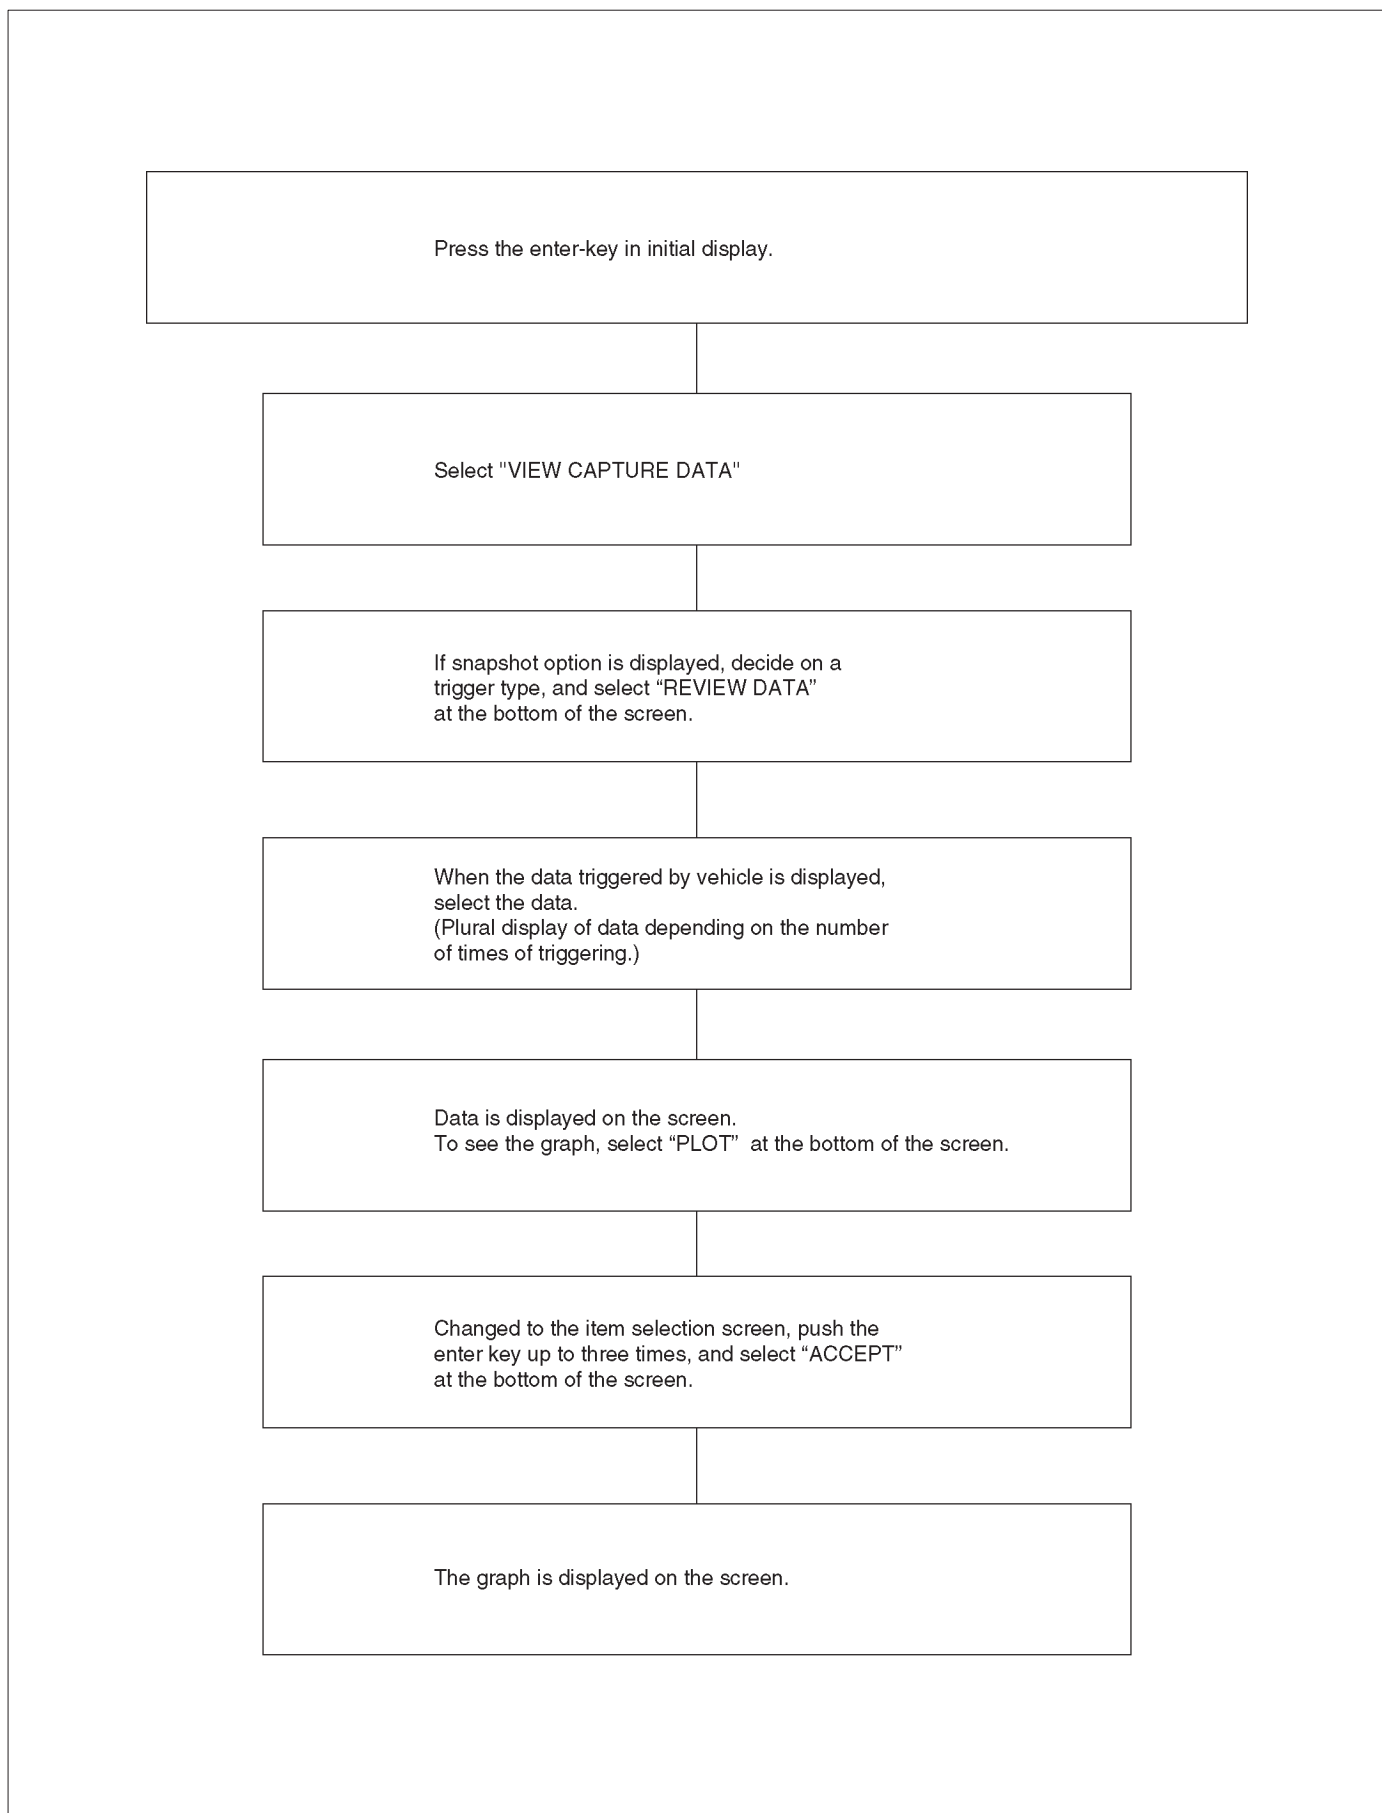 Press the enter-key in initial display.
Select "VIEW CAPTURE DATA"
If snapshot option is displayed, decide on a
trigger type, and select “REVIEW DATA”
at the bottom of the screen.
When the data triggered by vehicle is displayed,
select the data.
(Plural display of data depending on the number
of times of triggering.)
Data is displayed on the screen.
To see the graph, select “PLOT” at the bottom of the screen.
Changed to the item selection screen, push the
enter key up to three times, and select “ACCEPT”
at the bottom of the screen.
The graph is displayed on the screen.